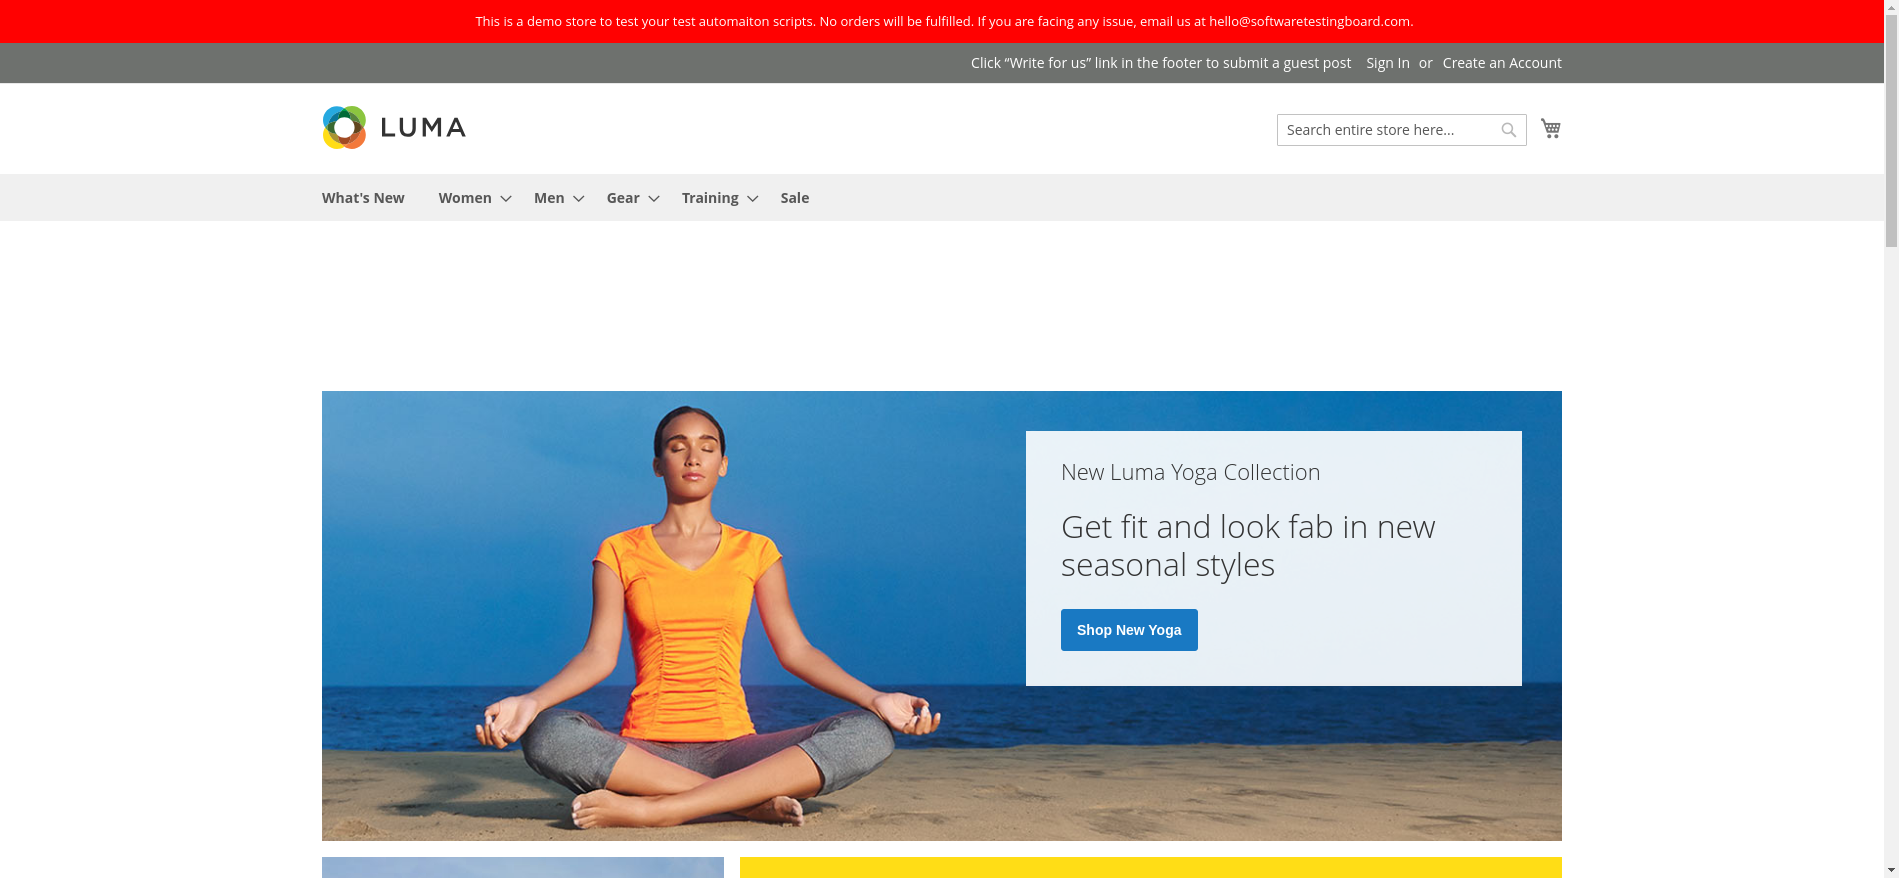 This is a demo store to test your test automaiton scripts. No orders will be fulfilled. If you are facing any issue, email us at hello@softwaretestingboard.com.
Click “Write for us” link in the footer to submit a guest post Sign In or Create an Account
LUMA
Search entire store here...
What's New Women Men Gear Training Sale
New Luma Yoga Collection
Get fit and look fab in new
seasonal styles
Shop New Yoga